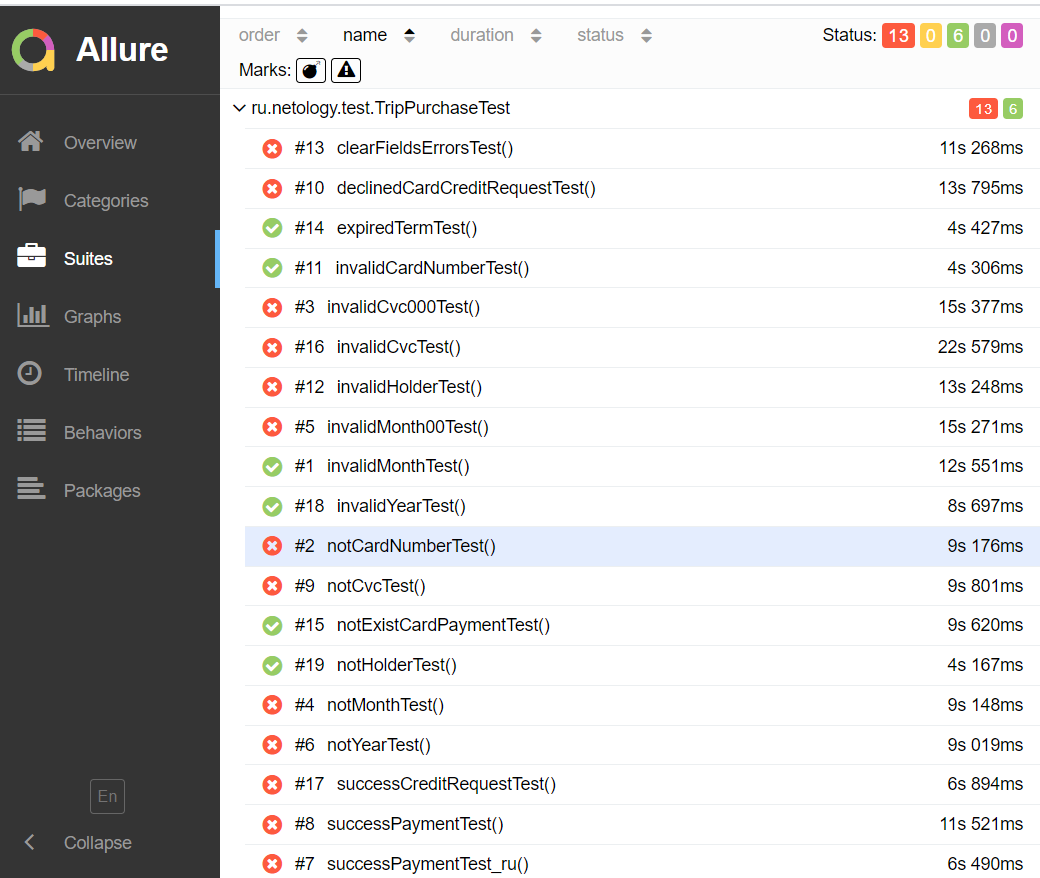 Allure
Overview
Categories
Suites
Graphs
Timeline
Behaviors
Packages
En
Collapse
order name duration status Status: 13 0 6 0 0
Marks:
ru.netology.test.TripPurchaseTest 13 6
#13 clearFieldsErrorsTest() 11s 268ms
#10 declinedCardCreditRequestTest() 13s 795ms
#14 expiredTermTest() 4s 427ms
#11 invalidCardNumberTest() 4s 306ms
#3 invalidCvc000Test() 15s 377ms
#16 invalidCvcTest() 22s 579ms
#12 invalidHolderTest() 13s 248ms
#5 invalidMonth00Test() 15s 271ms
#1 invalidMonthTest() 12s 551ms
#18 invalidYearTest() 8s 697ms
#2 notCardNumberTest() 9s 176ms
#9 notCvcTest() 9s 801ms
#15 notExistCardPaymentTest() 9s 620ms
#19 notHolderTest() 4s 167ms
#4 notMonthTest() 9s 148ms
#6 notYearTest() 9s 019ms
#17 successCreditRequestTest() 6s 894ms
#8 successPaymentTest() 11s 521ms
#7 successPaymentTest_ru() 6s 490ms